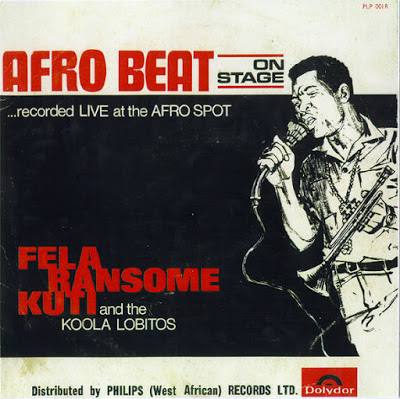 PLP 001R
AFRO BEAT ON STAGE
...recorded LIVE at the AFRO SPOT
FELA
RANSOME
KUTI and the
KOOLA LOBITOS
Distributed by PHILIPS (West African) RECORDS LTD. Polydor